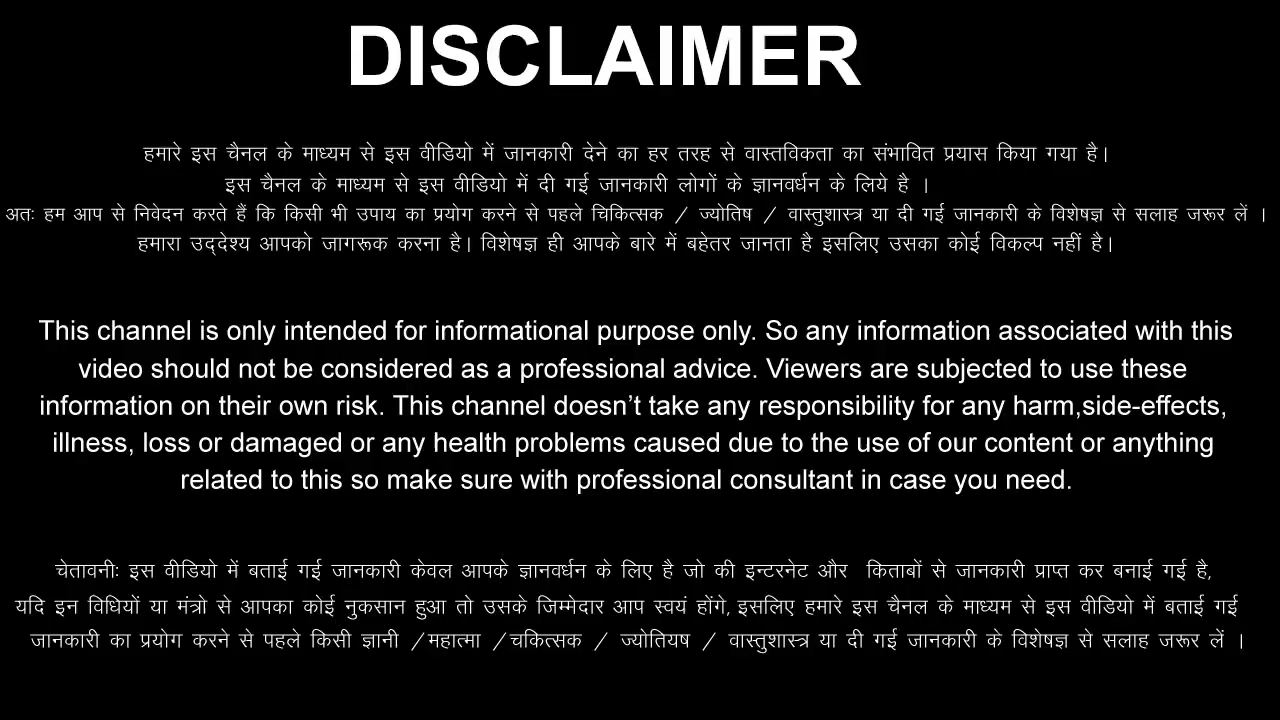 DISCLAIMER
हमारे इस चैनल के माध्यम से इस वीडियो में जानकारी देने का हर तरह से वास्तविकता का संभावित प्रयास किया गया है।
इस चैनल के माध्यम से इस वीडियो में दी गई जानकारी लोगों के ज्ञानवर्धन के लिये है ।
अतः हम आप से निवेदन करते हैं कि किसी भी उपाय का प्रयोग करने से पहले चिकित्सक / ज्योतिष / वास्तुशास्त्र या दी गई जानकारी के विशेषज्ञ से सलाह जरूर लें ।
हमारा उद्देश्य आपको जागरूक करना है। विशेषज्ञ ही आपके बारे में बहेतर जानता है इसलिए उसका कोई विकल्प नहीं है।
This channel is only intended for informational purpose only. So any information associated with this
video should not be considered as a professional advice. Viewers are subjected to use these
information on their own risk. This channel doesn’t take any responsibility for any harm,side-effects,
illness, loss or damaged or any health problems caused due to the use of our content or anything
related to this so make sure with professional consultant in case you need.
चेतावनीः इस वीडियो में बताई गई जानकारी केवल आपके ज्ञानवर्धन के लिए है जो की इन्टरनेट और किताबों से जानकारी प्राप्त कर बनाई गई है,
यदि इन विधियों या मंत्रो से आपका कोई नुकसान हुआ तो उसके जिम्मेदार आप स्वयं होंगे, इसलिए हमारे इस चैनल के माध्यम से इस वीडियो में बताई गई
जानकारी का प्रयोग करने से पहले किसी ज्ञानी /महात्मा /चकित्सक / ज्योतियष / वास्तुशास्त्र या दी गई जानकारी के विशेषज्ञ से सलाह जरूर लें ।